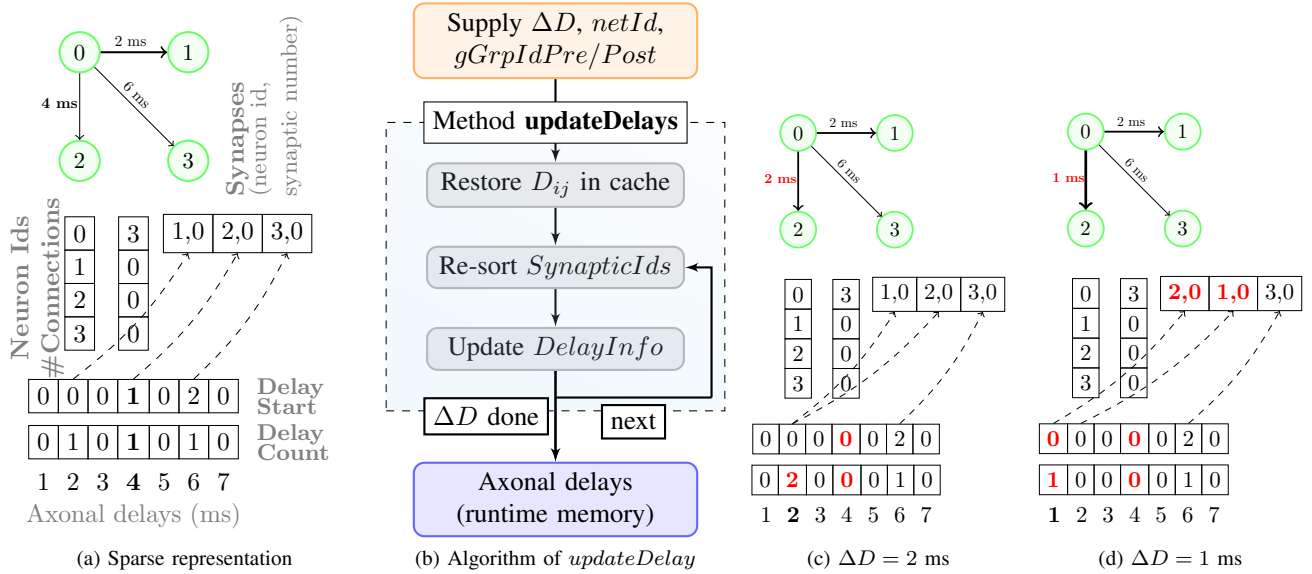 0
2 ms
1
4 ms
6 ms
2
3
Synapses
(neuron id,
synaptic number)
Neuron Ids
#Connections
0 3 1,0 2,0 3,0
1 0
2 0
3 0
0 0 0 1 0 2 0
Delay
Start
0 1 0 1 0 1 0
Delay
Count
1 2 3 4 5 6 7
Axonal delays (ms)
(a) Sparse representation
Supply ΔD, netId,
gGrpIdPre/Post
Method updateDelays
Restore D_ij in cache
Re-sort SynapticIds
Update DelayInfo
ΔD done
next
Axonal delays
(runtime memory)
(b) Algorithm of updateDelay
0
2 ms
1
2 ms
6 ms
2
3
0 3 1,0 2,0 3,0
1 0
2 0
3 0
0 0 0 0 0 2 0
0 2 0 0 0 1 0
1 2 3 4 5 6 7
(c) ΔD = 2 ms
0
2 ms
1
1 ms
6 ms
2
3
0 3 2,0 1,0 3,0
1 0
2 0
3 0
0 0 0 0 0 2 0
1 0 0 0 0 1 0
1 2 3 4 5 6 7
(d) ΔD = 1 ms